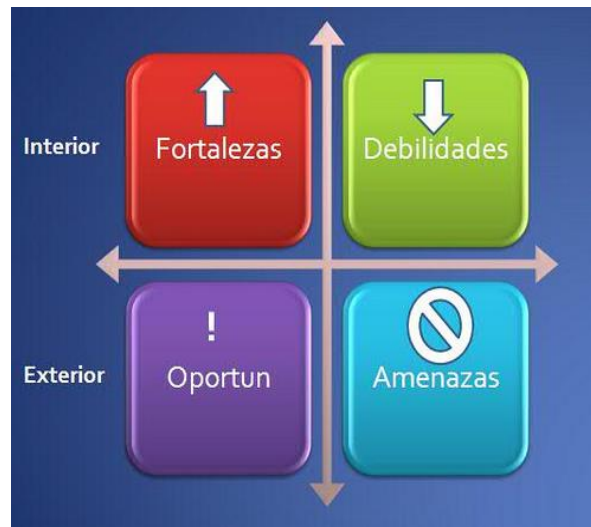 Interior
Fortalezas
Debilidades
!
Exterior
Oportun
Amenazas